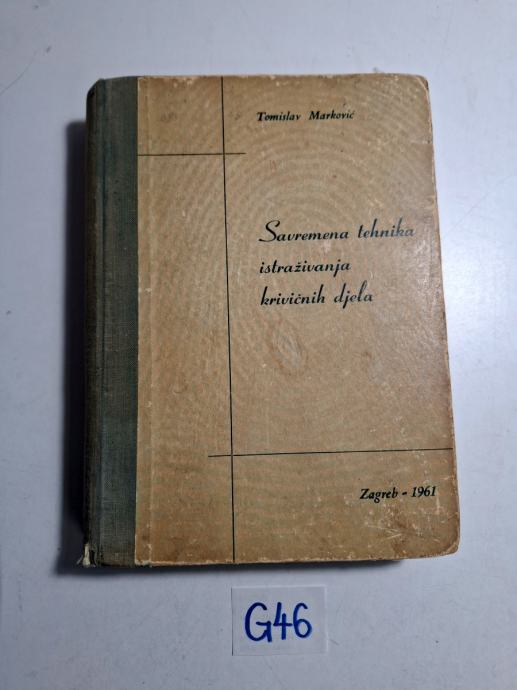 Tomislav Marković
Savremena tehnika
istraživanja
krivičnih djela
Zagreb - 1961
G46